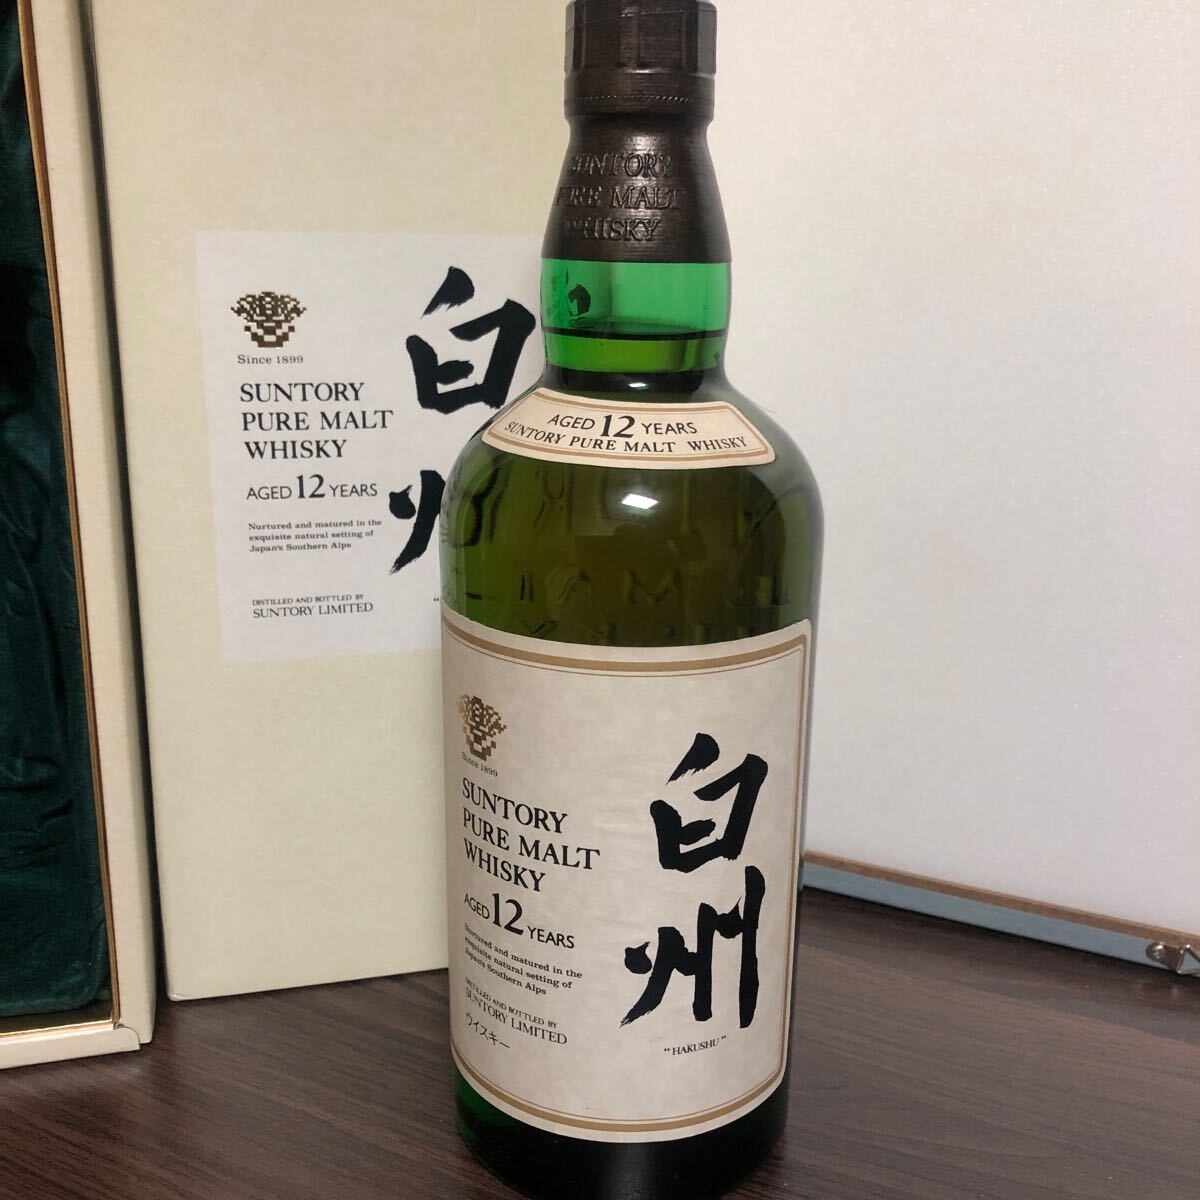 Since 1899
SUNTORY
PURE MALT
WHISKY
AGED 12 YEARS
Nurtured and matured in the
exquisite natural setting of
Japan's Southern Alps
DISTILLED AND BOTTLED BY
SUNTORY LIMITED
白州
SUNTORY
PURE MALT
WHISKY
AGED 12 YEARS
SUNTORY PURE MALT WHISKY
Since 1899
SUNTORY
PURE MALT
WHISKY
AGED 12 YEARS
Nurtured and matured in the
exquisite natural setting of
Japan's Southern Alps
DISTILLED AND BOTTLED BY
SUNTORY LIMITED
ウイスキー
白州
"HAKUSHU"